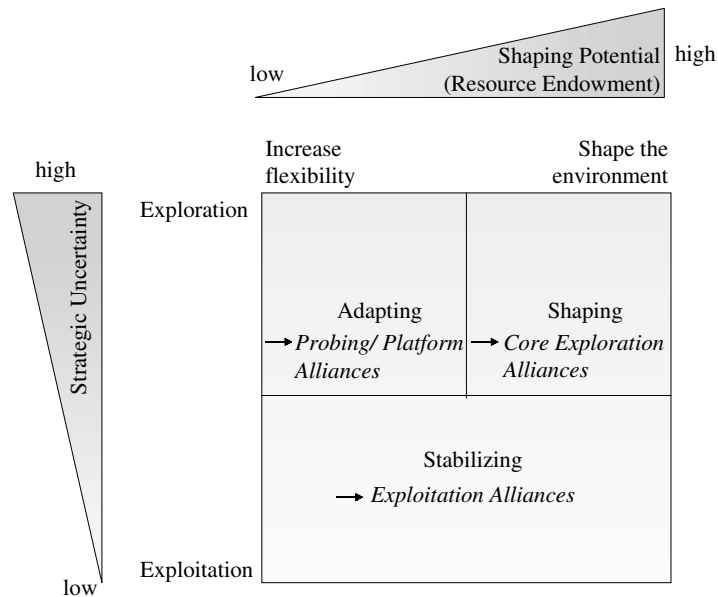 Shaping Potential
(Resource Endowment)
low
high
Increase
flexibility
Shape the
environment
high
Strategic Uncertainty
low
Exploration
Exploitation
Adapting
Probing/ Platform
Alliances
Shaping
Core Exploration
Alliances
Stabilizing
Exploitation Alliances